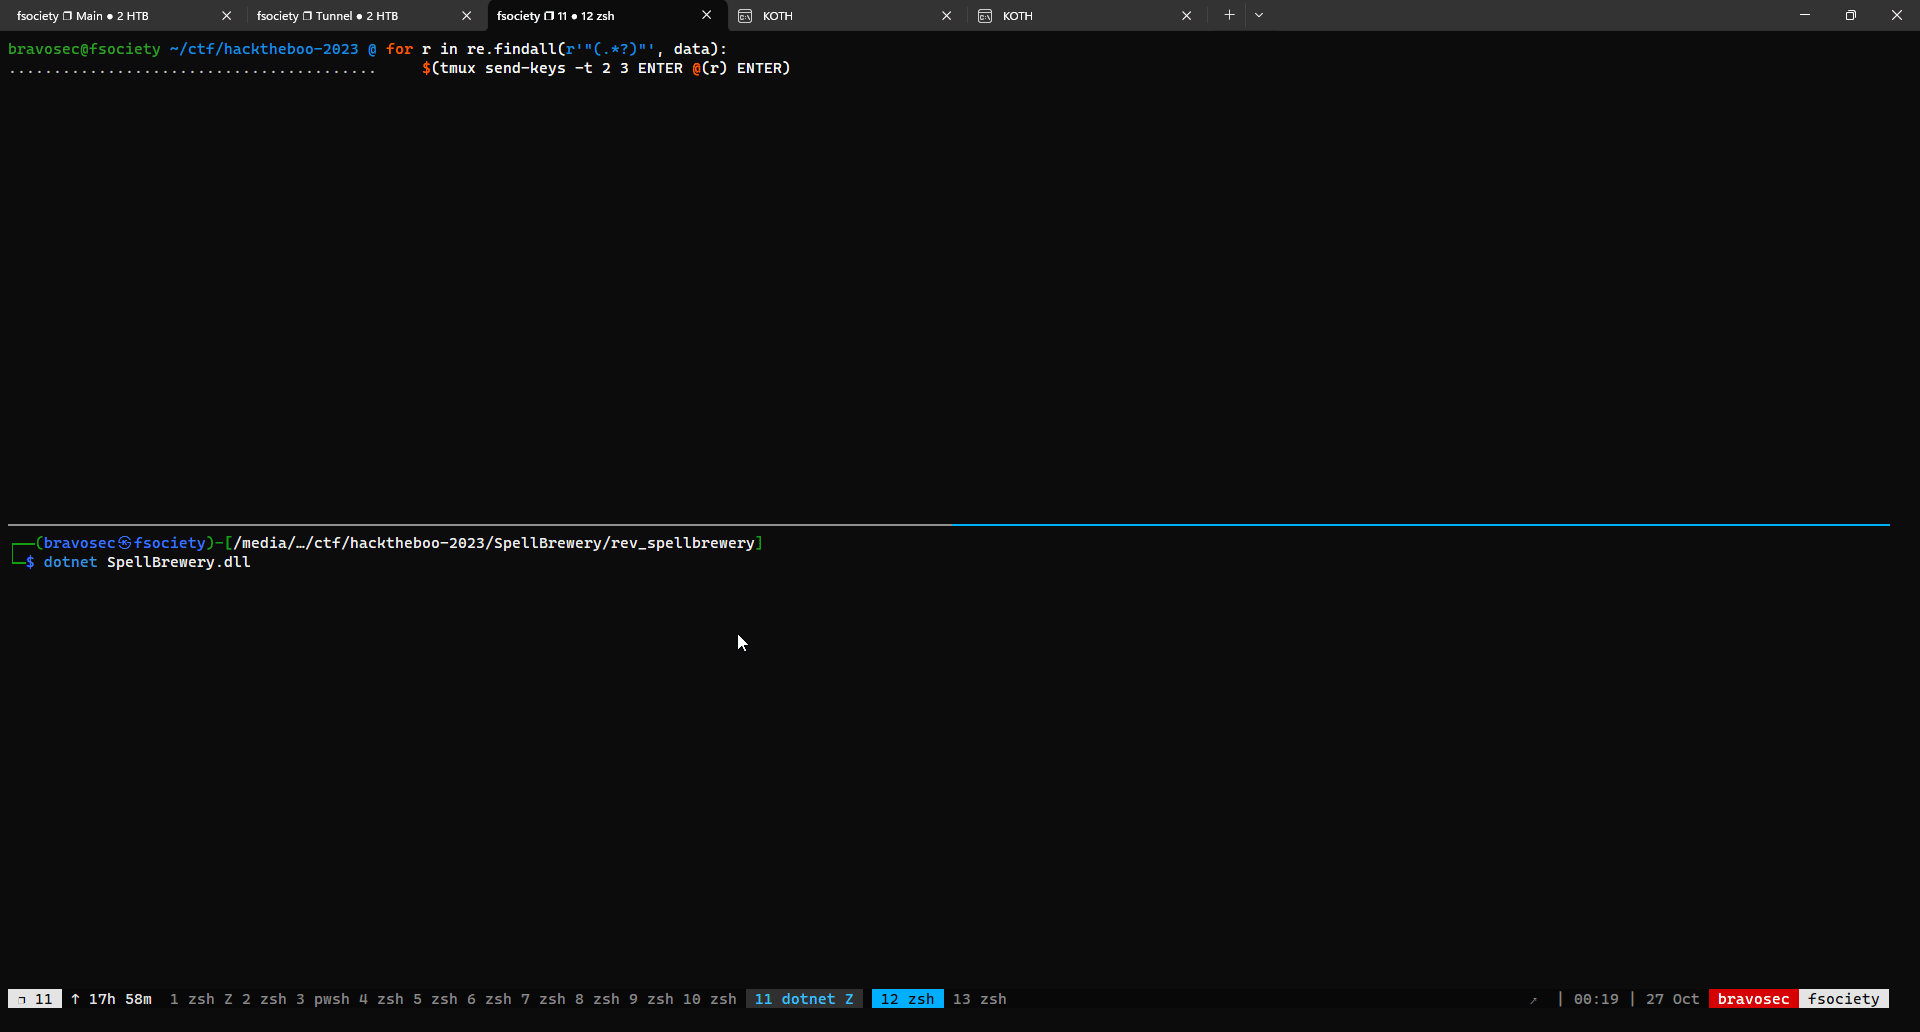 fsociety ❐ Main ● 2 HTB
fsociety ❐ Tunnel ● 2 HTB
fsociety ❐ 11 ● 12 zsh
KOTH
KOTH
bravosec@fsociety ~/ctf/hacktheboo-2023 @ for r in re.findall(r'"(.*?)"', data):
.........................................     $(tmux send-keys -t 2 3 ENTER @(r) ENTER)
┌──(bravosec㉿fsociety)-[/media/…/ctf/hacktheboo-2023/SpellBrewery/rev_spellbrewery]
└─$ dotnet SpellBrewery.dll
❐ 11 ↑ 17h 58m 1 zsh Z 2 zsh 3 pwsh 4 zsh 5 zsh 6 zsh 7 zsh 8 zsh 9 zsh 10 zsh 11 dotnet Z 12 zsh 13 zsh ↗ | 00:19 | 27 Oct bravosec fsociety